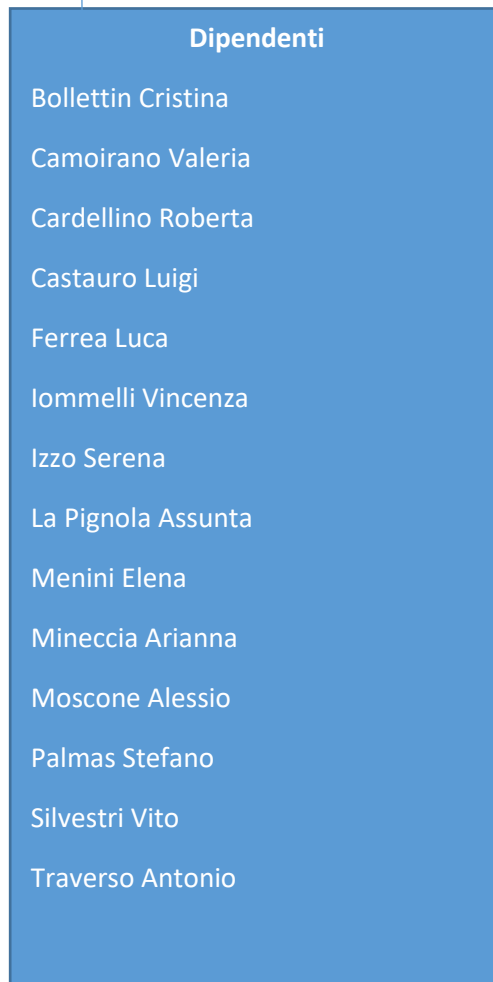 Dipendenti
Bollettin Cristina
Camoirano Valeria
Cardellino Roberta
Castauro Luigi
Ferrea Luca
Iommelli Vincenza
Izzo Serena
La Pignola Assunta
Menini Elena
Mineccia Arianna
Moscone Alessio
Palmas Stefano
Silvestri Vito
Traverso Antonio